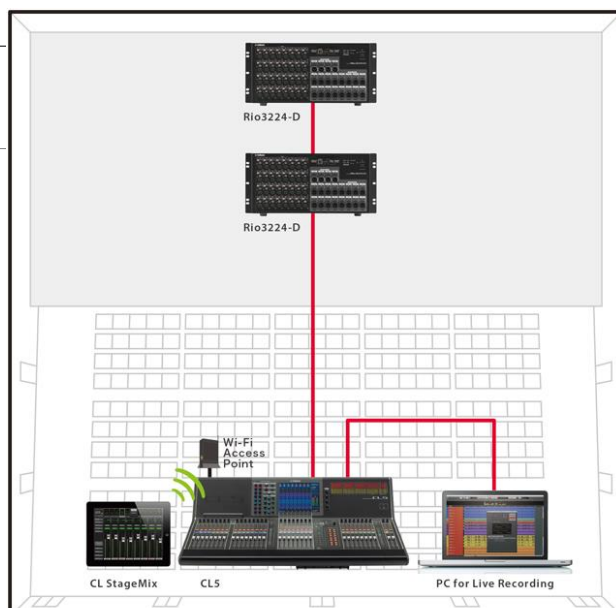 Rio3224-D
Rio3224-D
Wi-Fi
Access
Point
CL StageMix
CL5
PC for Live Recording